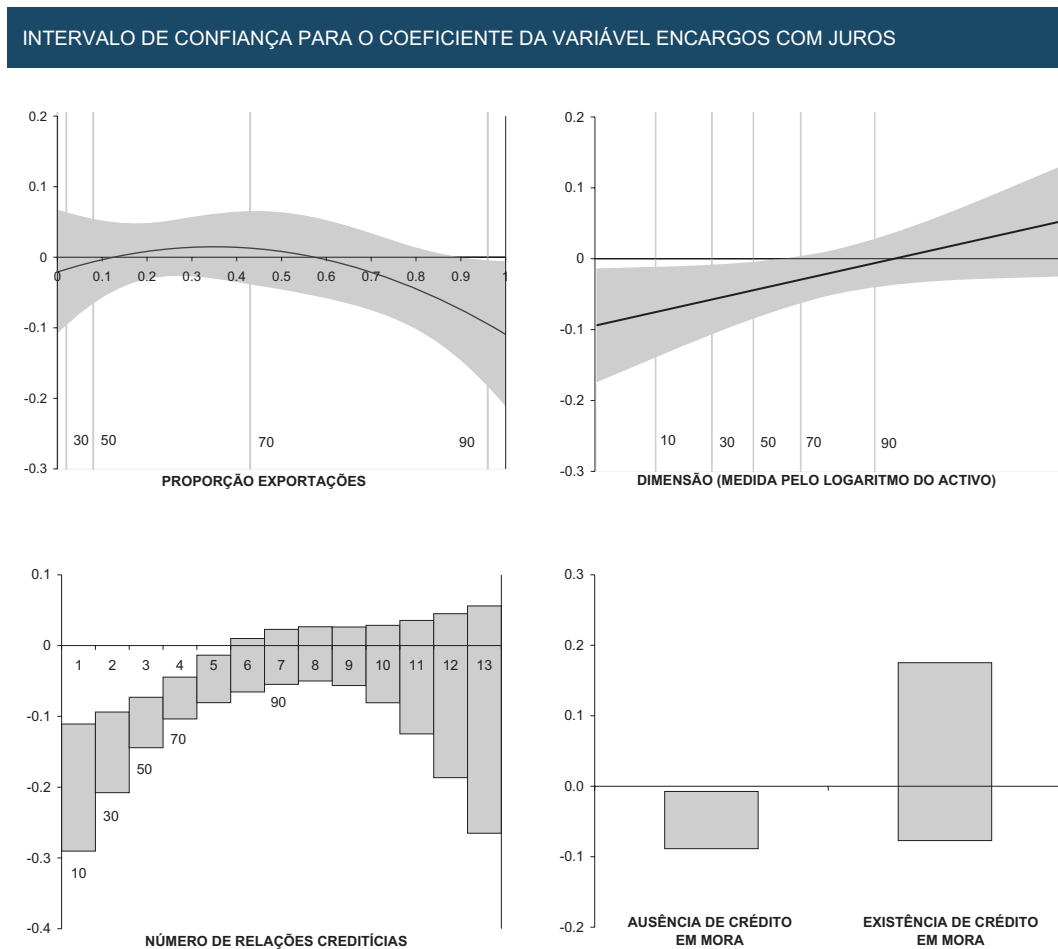 INTERVALO DE CONFIANÇA PARA O COEFICIENTE DA VARIÁVEL ENCARGOS COM JUROS
0.2
0.1
0
0 0.1 0.2 0.3 0.4 0.5 0.6 0.7 0.8 0.9 1
-0.1
-0.2
30 50 70 90
-0.3
PROPORÇÃO EXPORTAÇÕES
0.2
0.1
0
-0.1
-0.2
10 30 50 70 90
-0.3
DIMENSÃO (MEDIDA PELO LOGARITMO DO ACTIVO)
0.1
0
1 2 3 4 5 6 7 8 9 10 11 12 13
90
-0.1
70
50
-0.2
30
-0.3
10
-0.4
NÚMERO DE RELAÇÕES CREDITÍCIAS
0.3
0.2
0.1
0.0
-0.1
-0.2
AUSÊNCIA DE CRÉDITO
EM MORA
EXISTÊNCIA DE CRÉDITO
EM MORA